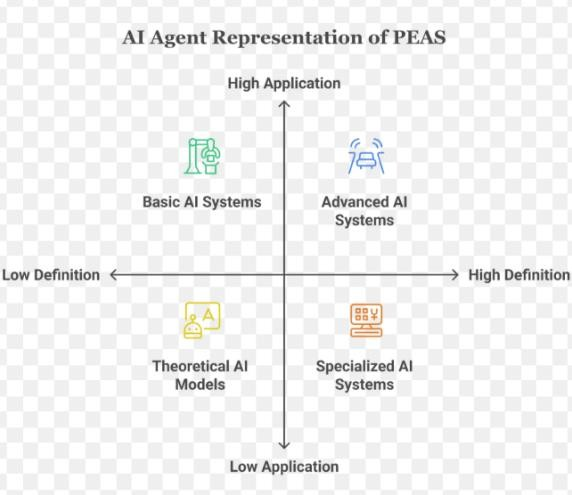 AI Agent Representation of PEAS
High Application
Basic AI Systems
Advanced AI
Systems
Low Definition
High Definition
A
Theoretical AI
Models
Specialized AI
Systems
Low Application